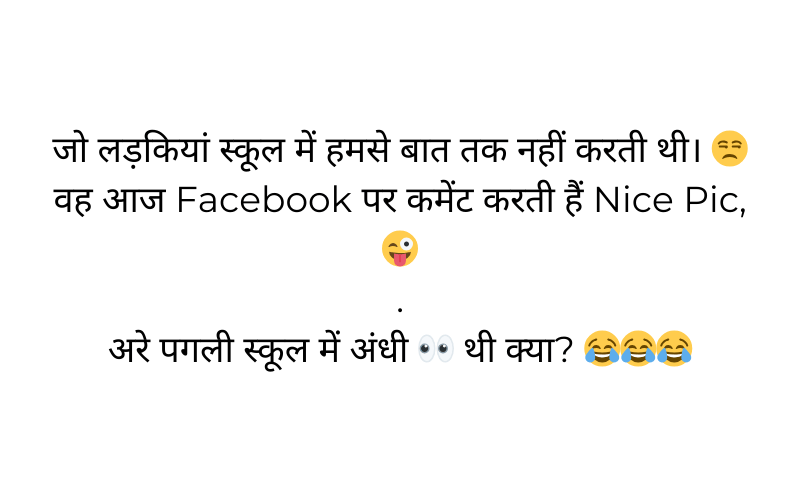 जो लड़कियां स्कूल में हमसे बात तक नहीं करती थी। 😒
वह आज Facebook पर कमेंट करती हैं Nice Pic,
😜
.
अरे पगली स्कूल में अंधी 👀 थी क्या? 😂😂😂